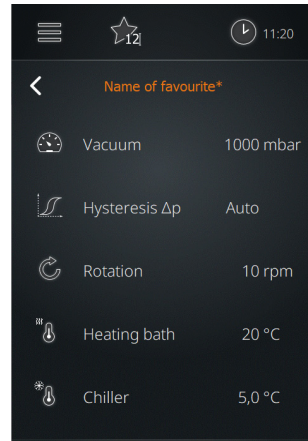 12 11:20
Name of favourite*
Vacuum 1000 mbar
Hysteresis Δp Auto
Rotation 10 rpm
Heating bath 20 °C
Chiller 5,0 °C